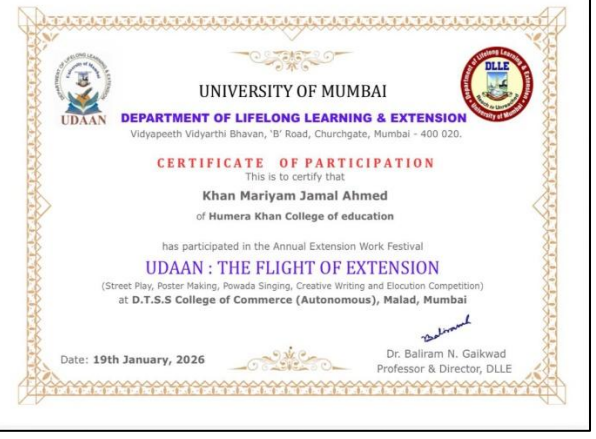 UNIVERSITY OF MUMBAI
UDAAN
DLLE
DEPARTMENT OF LIFELONG LEARNING & EXTENSION
Vidyapeeth Vidyarthi Bhavan, 'B' Road, Churchgate, Mumbai - 400 020.
CERTIFICATE OF PARTICIPATION
This is to certify that
Khan Mariyam Jamal Ahmed
of Humera Khan College of education
has participated in the Annual Extension Work Festival
UDAAN : THE FLIGHT OF EXTENSION
(Street Play, Poster Making, Powada Singing, Creative Writing and Elocution Competition)
at D.T.S.S College of Commerce (Autonomous), Malad, Mumbai
Date: 19th January, 2026
Dr. Baliram N. Gaikwad
Professor & Director, DLLE